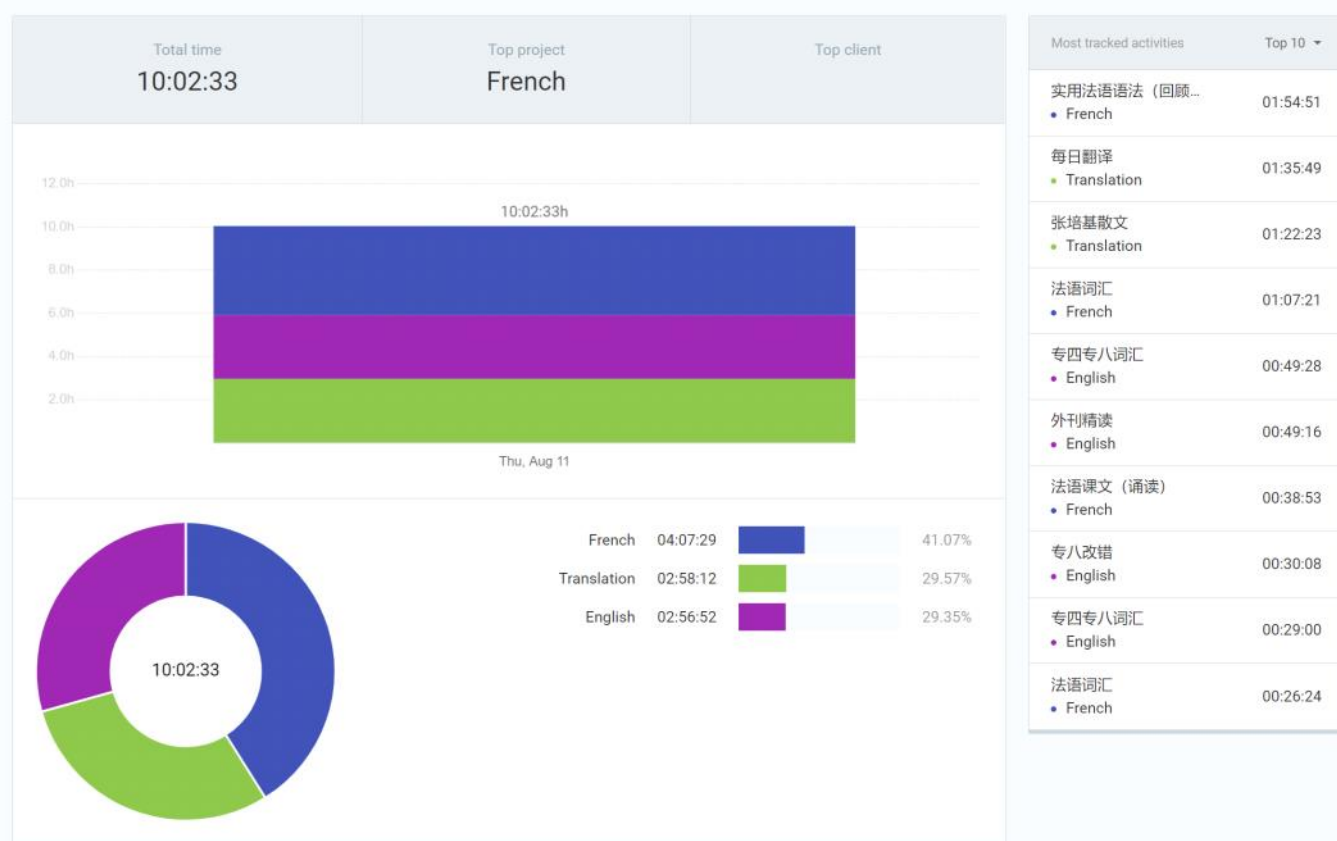 Total time
10:02:33
Top project
French
Top client
12.0h
10.0h
8.0h
6.0h
4.0h
2.0h
10:02:33h
Thu, Aug 11
10:02:33
French 04:07:29 41.07%
Translation 02:58:12 29.57%
English 02:56:52 29.35%
Most tracked activities Top 10
实用法语语法（回顾... 01:54:51
French
每日翻译 01:35:49
Translation
张培基散文 01:22:23
Translation
法语词汇 01:07:21
French
专四专八词汇 00:49:28
English
外刊精读 00:49:16
English
法语课文（诵读） 00:38:53
French
专八改错 00:30:08
English
专四专八词汇 00:29:00
English
法语词汇 00:26:24
French